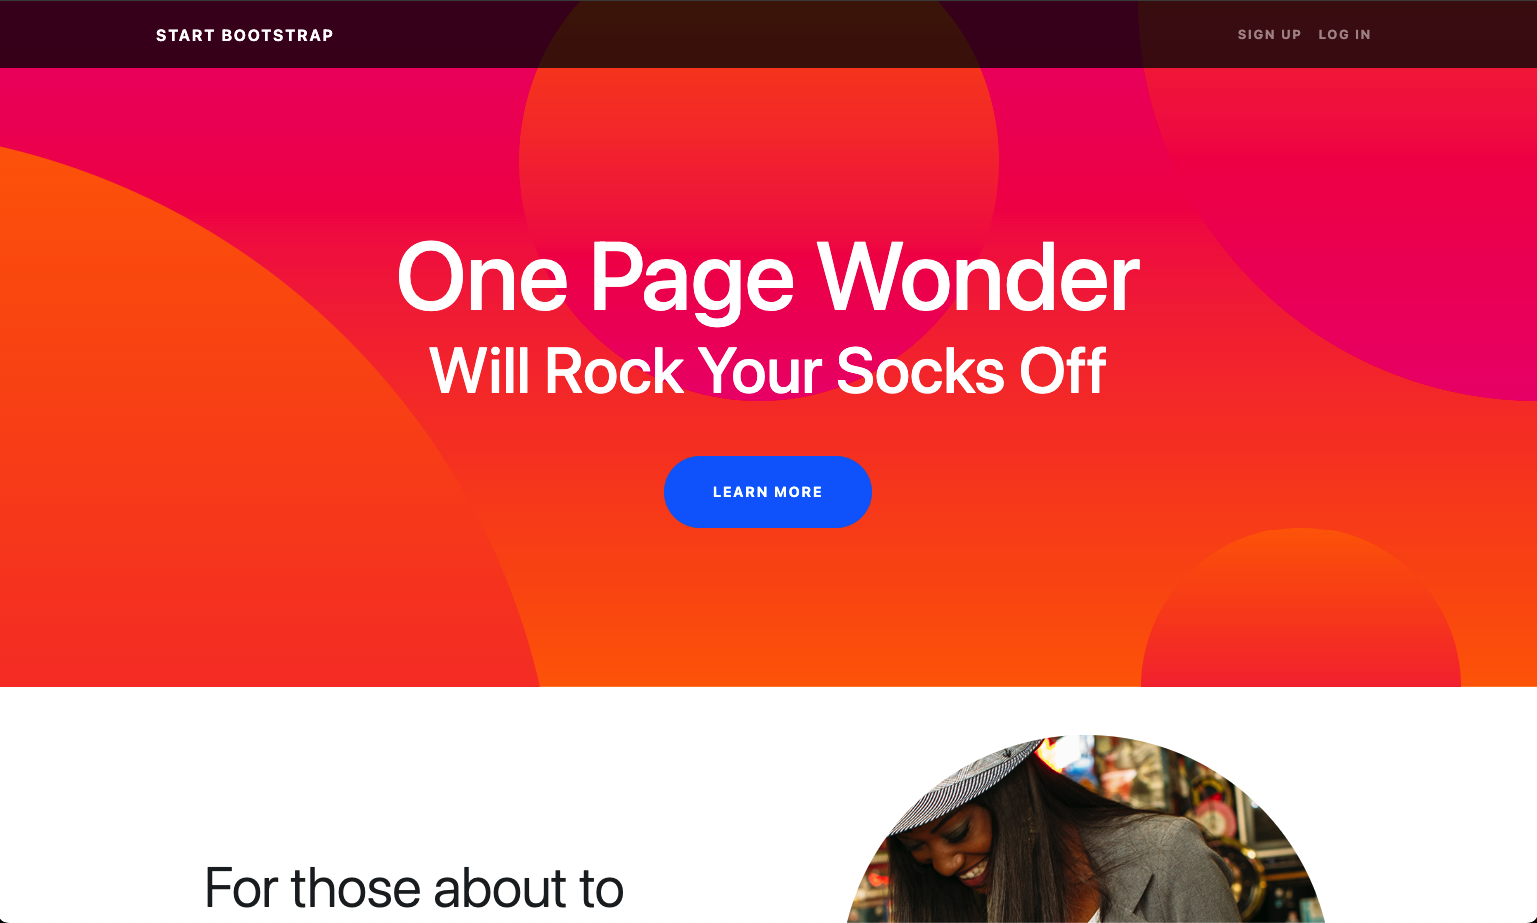 START BOOTSTRAP
SIGN UP LOG IN
One Page Wonder
Will Rock Your Socks Off
LEARN MORE
For those about to